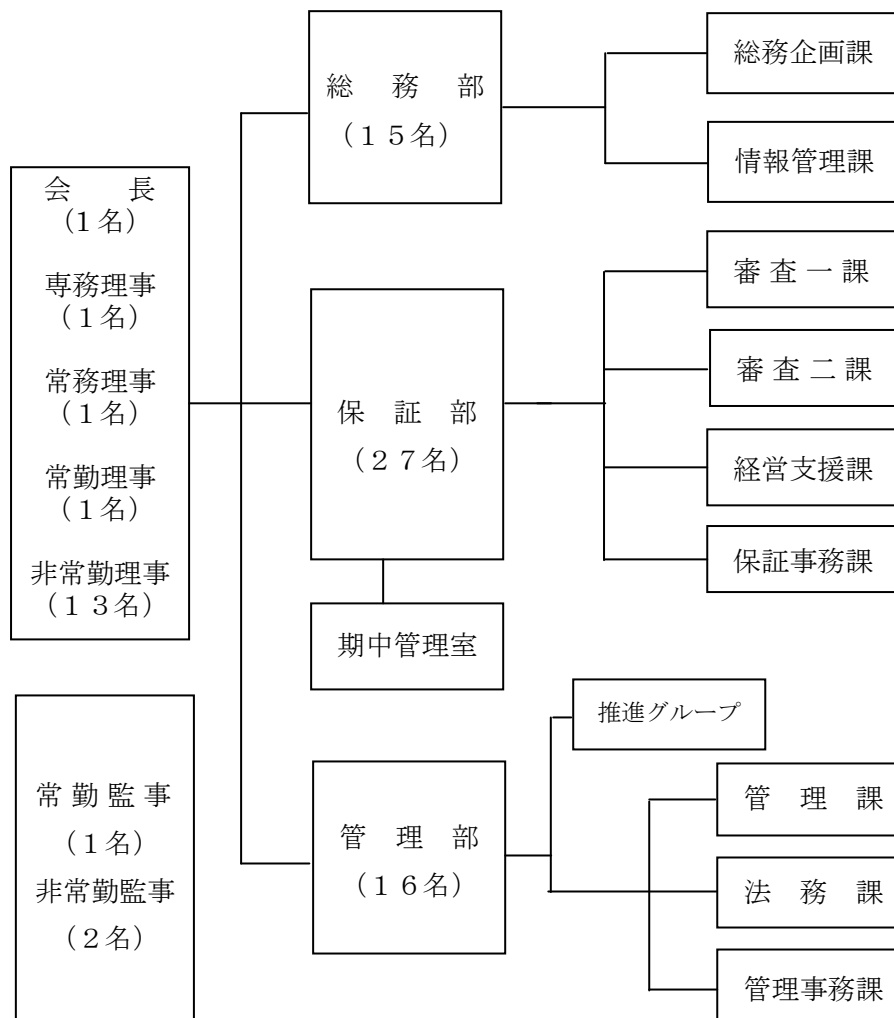 会　　長
（1名）
専務理事
（1名）
常務理事
（1名）
常勤理事
（1名）
非常勤理事
（１３名）
常 勤 監 事
（1名）
非常勤監事
（2名）
総　務　部
（１５名）
総務企画課
情報管理課
保　証　部
（２７名）
審 査 一 課
審 査 二 課
経営支援課
保証事務課
期中管理室
管　理　部
（１６名）
推進グループ
管　理　課
法　務　課
管理事務課